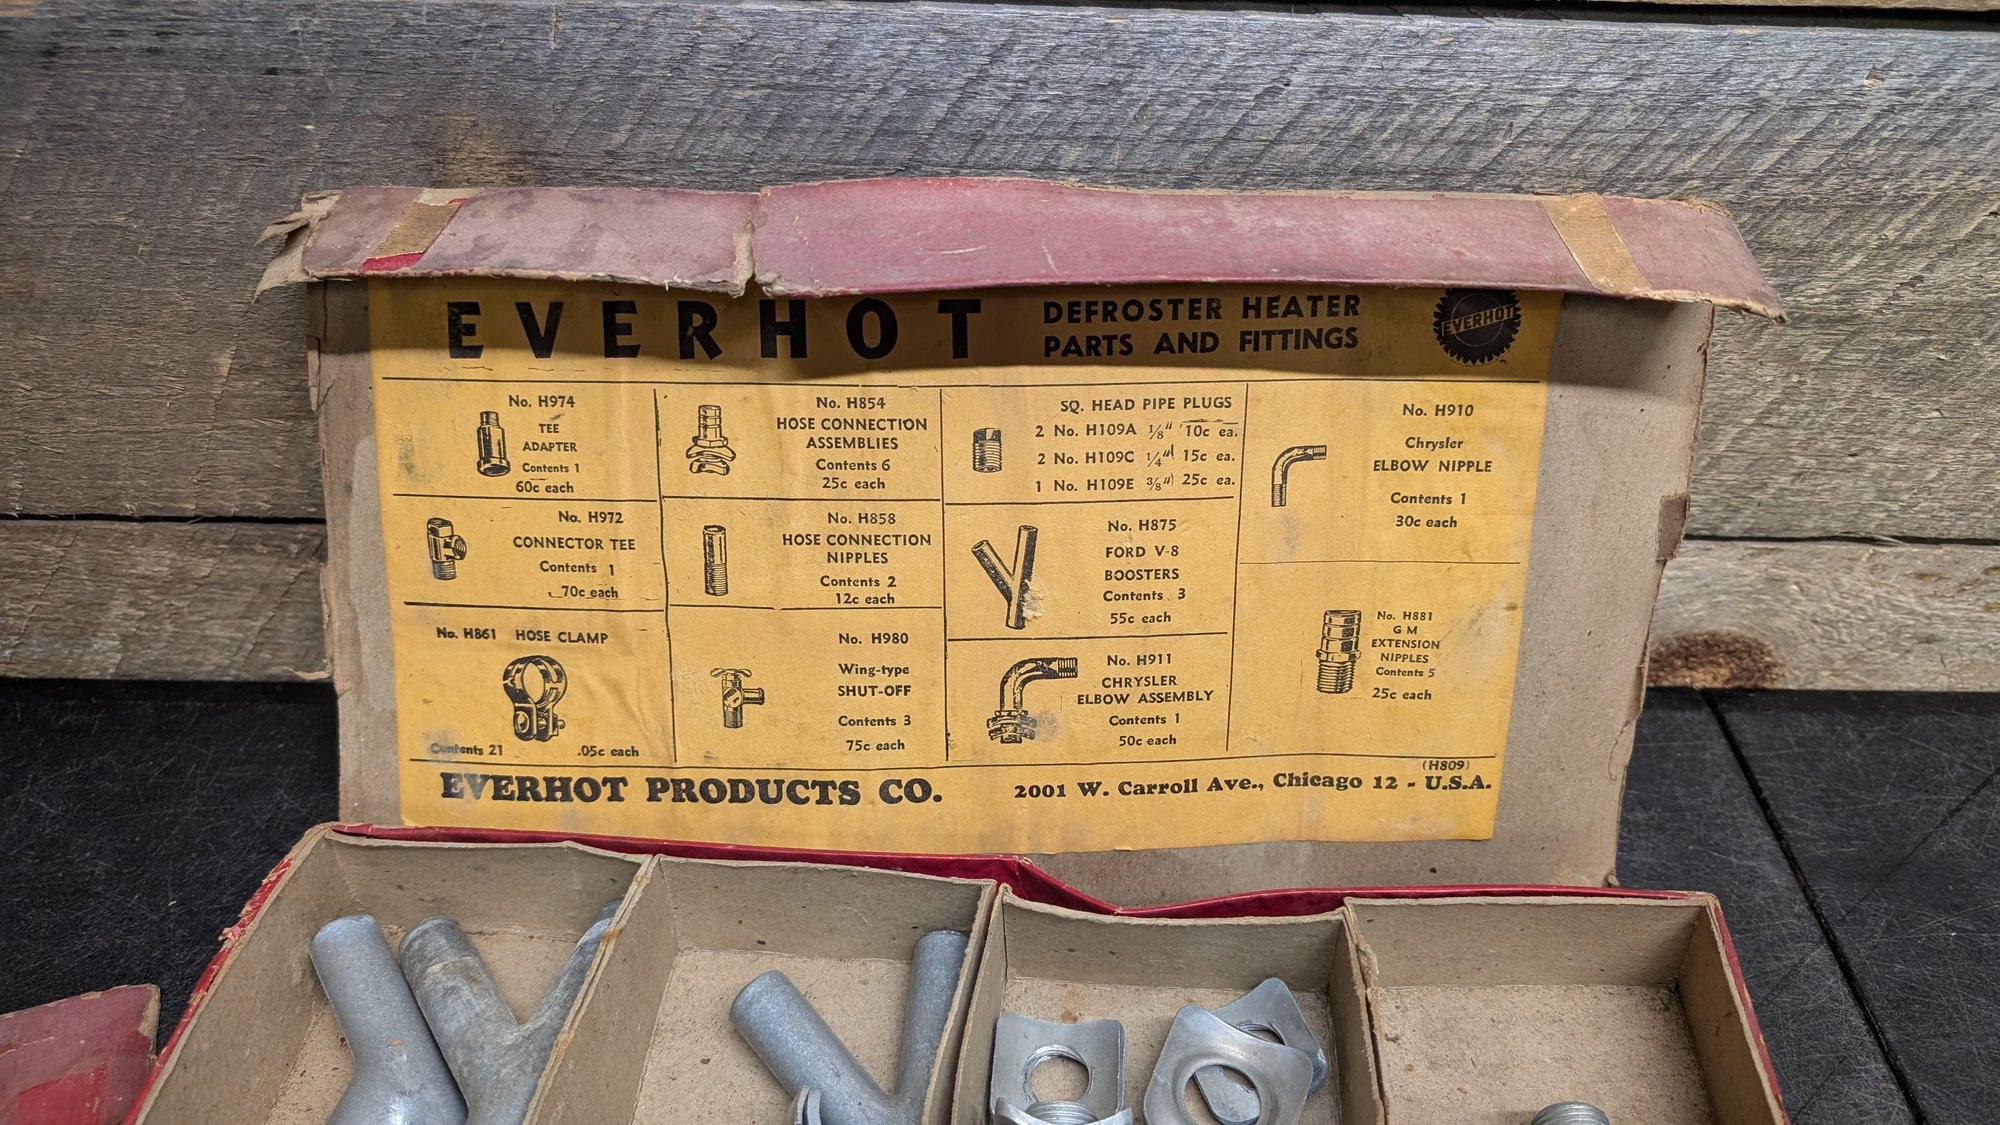 EVERHOT
DEFROSTER HEATER
PARTS AND FITTINGS
EVERHOT
No. H974
TEE
ADAPTER
Contents 1
60c each
No. H972
CONNECTOR TEE
Contents 1
70c each
No. H861 HOSE CLAMP
Contents 21 .05c each
No. H854
HOSE CONNECTION
ASSEMBLIES
Contents 6
25c each
No. H858
HOSE CONNECTION
NIPPLES
Contents 2
12c each
No. H980
Wing-type
SHUT-OFF
Contents 3
75c each
SQ. HEAD PIPE PLUGS
2 No. H109A 1/8" 10c ea.
2 No. H109C 1/4" 15c ea.
1 No. H109E 3/8" 25c ea.
No. H875
FORD V-8
BOOSTERS
Contents 3
55c each
No. H911
CHRYSLER
ELBOW ASSEMBLY
Contents 1
50c each
No. H910
Chrysler
ELBOW NIPPLE
Contents 1
30c each
No. H881
G M
EXTENSION
NIPPLES
Contents 5
25c each
(H809)
EVERHOT PRODUCTS CO.
2001 W. Carroll Ave., Chicago 12 - U.S.A.